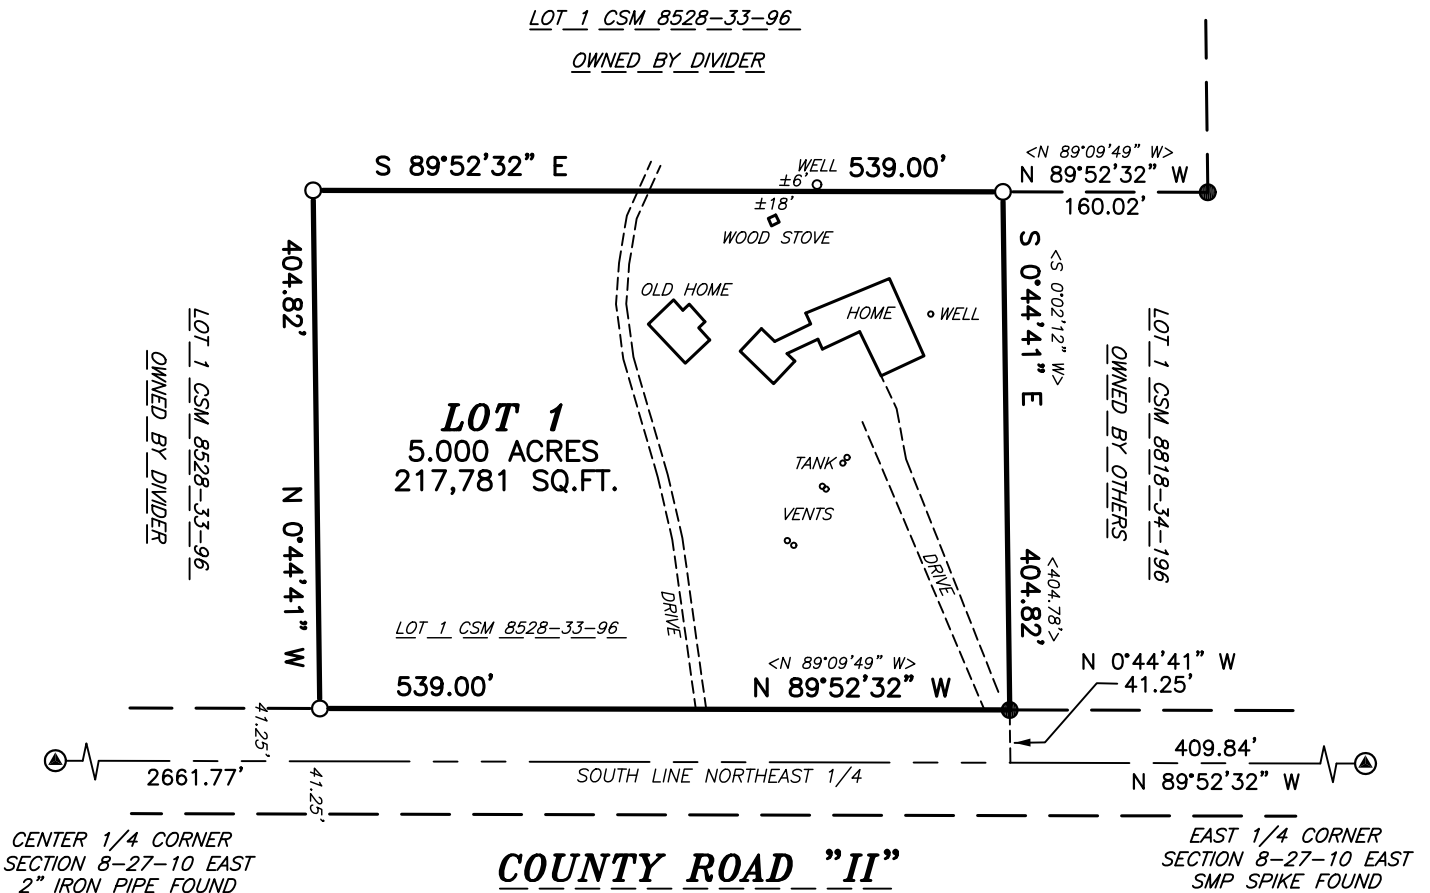 LOT 1 CSM 8528-33-96
OWNED BY DIVIDER
S 89°52'32" E
WELL
539.00'
±6'
±18'
WOOD STOVE
<N 89°09'49" W>
N 89°52'32" W
160.02'
404.82'
N 0°44'41" W
LOT 1 CSM 8528-33-96
OWNED BY DIVIDER
OLD HOME
HOME
WELL
S 0°44'41" E
<S 0°02'12" W>
404.82'
<404.78'>
LOT 1 CSM 8818-34-196
OWNED BY OTHERS
LOT 1
5.000 ACRES
217,781 SQ.FT.
TANK
VENTS
DRIVE
DRIVE
LOT 1 CSM 8528-33-96
539.00'
<N 89°09'49" W>
N 89°52'32" W
N 0°44'41" W
41.25'
41.25'
41.25'
2661.77'
SOUTH LINE NORTHEAST 1/4
409.84'
N 89°52'32" W
CENTER 1/4 CORNER
SECTION 8-27-10 EAST
2" IRON PIPE FOUND
COUNTY ROAD "II"
EAST 1/4 CORNER
SECTION 8-27-10 EAST
SMP SPIKE FOUND